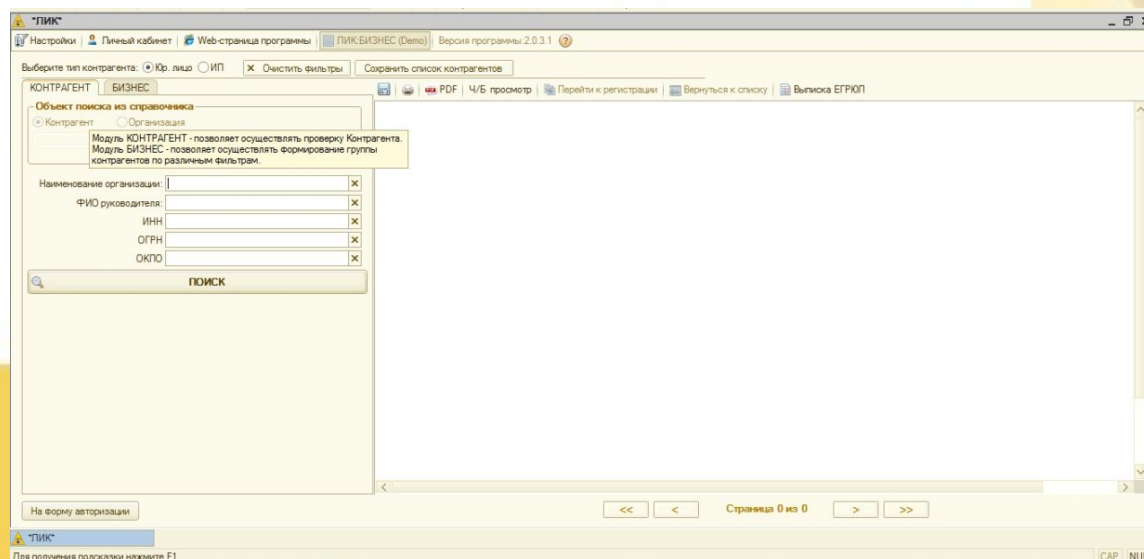 "ПИК"
Настройки Личный кабинет Web-страница программы ПИК:БИЗНЕС (Demo) Версия программы:2.0.3.1 ?
Выберите тип контрагента: Юр. лицо ИП Очистить фильтры Сохранить список контрагентов
КОНТРАГЕНТ БИЗНЕС
PDF Ч/Б просмотр Перейти к регистрации Вернуться к списку Выписка ЕГРЮЛ
Объект поиска из справочника
Контрагент Организация
Модуль КОНТРАГЕНТ - позволяет осуществлять проверку Контрагента.
Модуль БИЗНЕС - позволяет осуществлять формирование группы
контрагентов по различным фильтрам.
Наименование организации:
ФИО руководителя:
ИНН
ОГРН
ОКПО
ПОИСК
На форму авторизации << < Страница 0 из 0 > >>
"ПИК"
Для получения подсказки нажмите F1 CAP NU